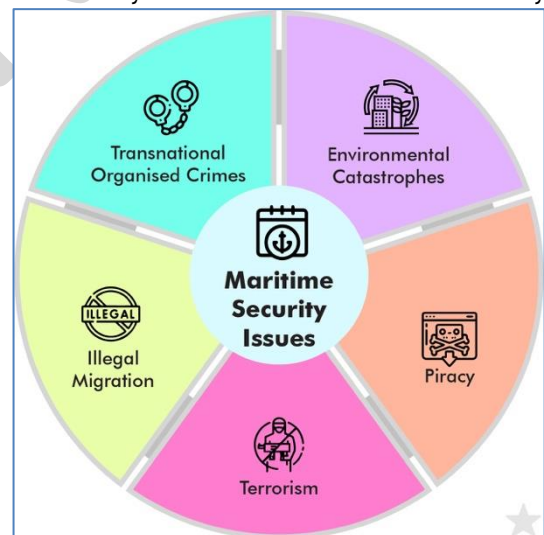 Transnational
Organised Crimes
Environmental
Catastrophes
Maritime
Security
Issues
ILLEGAL
Illegal
Migration
Piracy
Terrorism